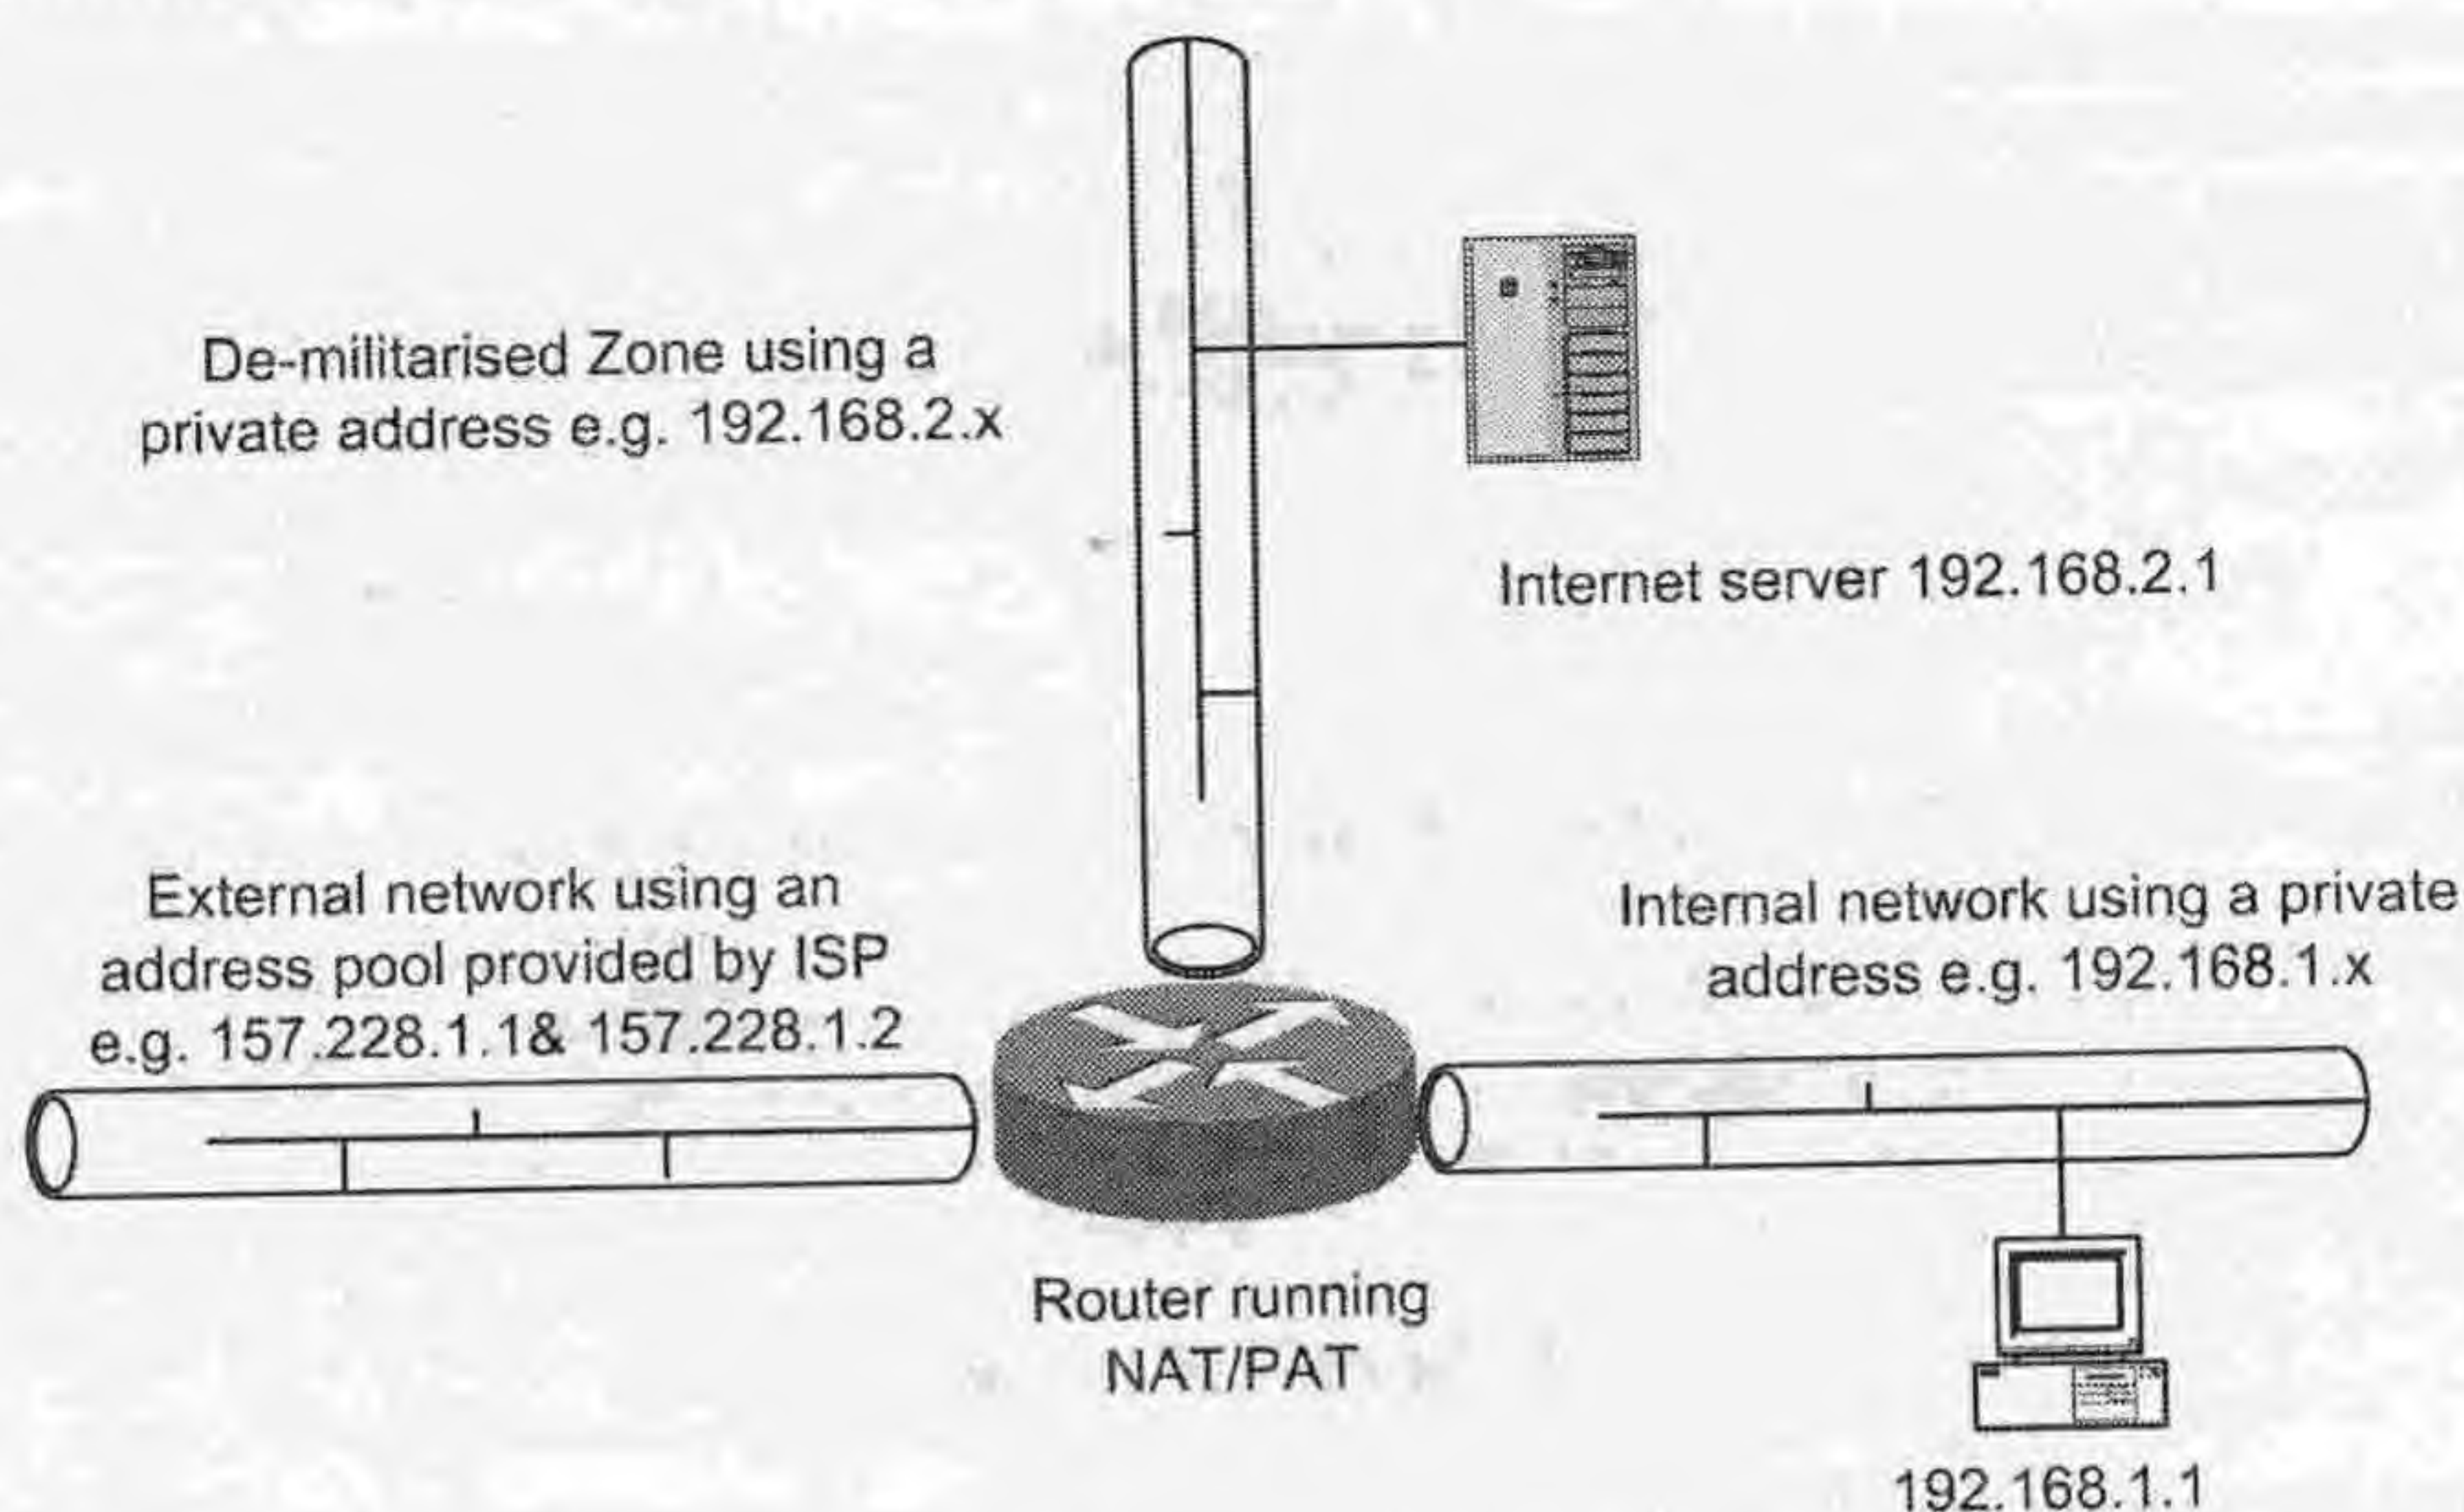 De-militarised Zone using a
private address e.g. 192.168.2.x
Internet server 192.168.2.1
External network using an
address pool provided by ISP
e.g. 157.228.1.1& 157.228.1.2
Internal network using a private
address e.g. 192.168.1.x
Router running
NAT/PAT
192.168.1.1